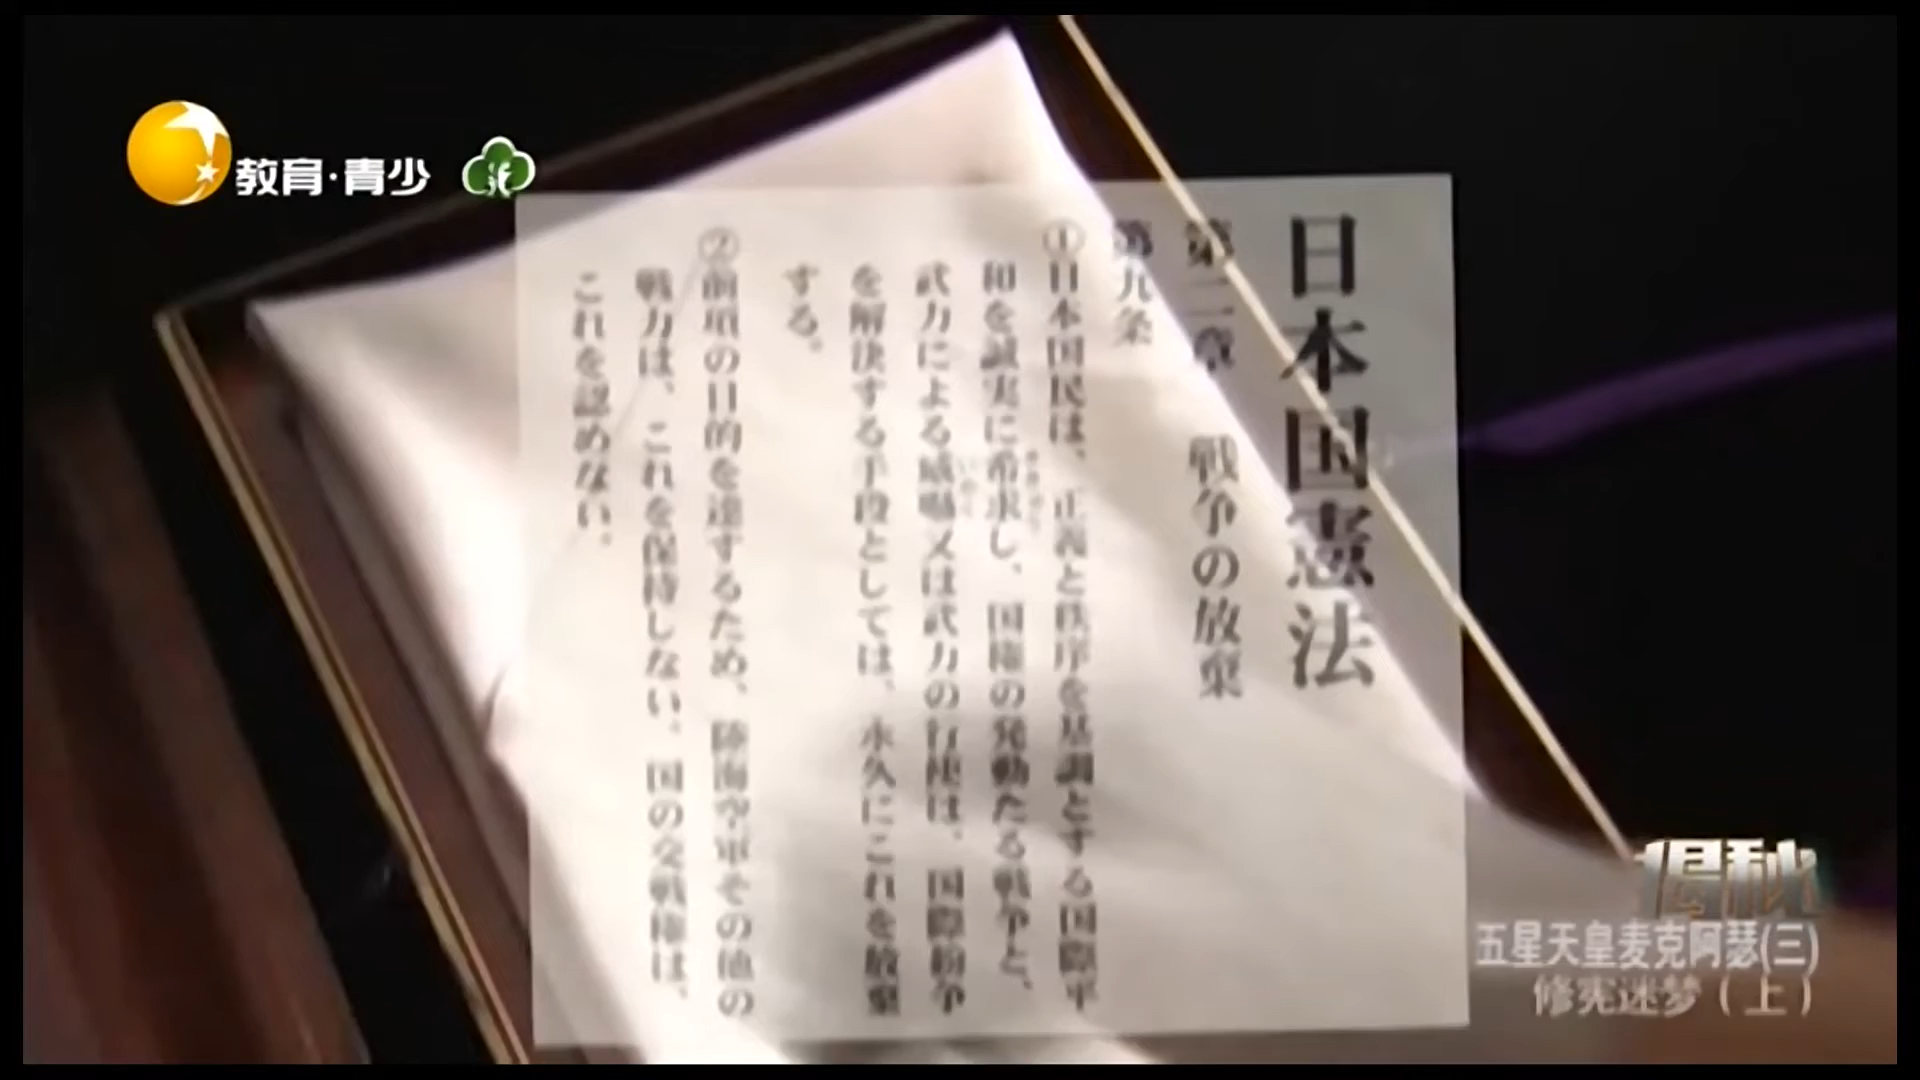 教育·青少
日本国憲法
第二章　戦争の放棄
第九条
①日本国民は、正義と秩序を基調とする国際平
和を誠実に希求し、国権の発動たる戦争と、
武力による威嚇又は武力の行使は、国際紛争
を解決する手段としては、永久にこれを放棄
する。
②前項の目的を達するため、陸海空軍その他の
戦力は、これを保持しない。国の交戦権は、
これを認めない。
揭秘
五星天皇麦克阿瑟(三)
修宪迷梦（上）